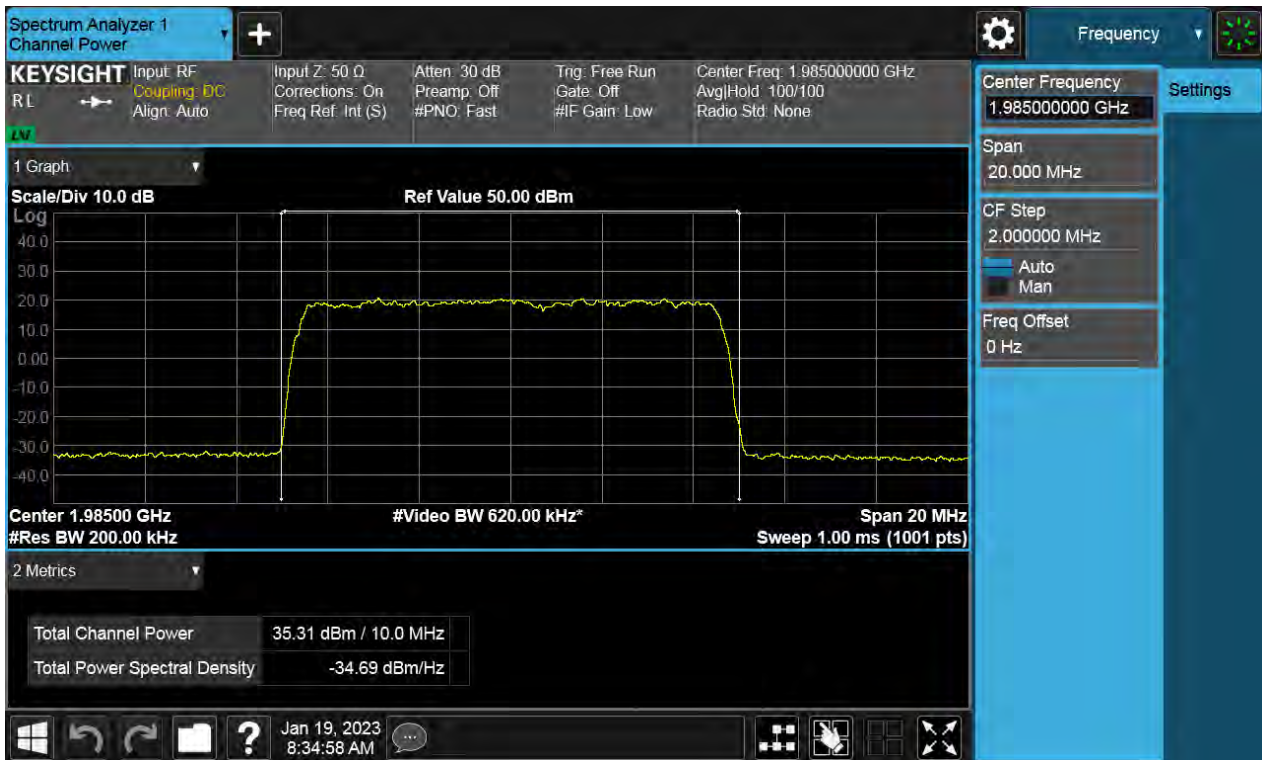 Spectrum Analyzer 1
Channel Power
Frequency
KEYSIGHT
R L
Input: RF
Coupling: DC
Align: Auto
Input Z: 50 Ω
Corrections: On
Freq Ref: Int (S)
Atten: 30 dB
Preamp: Off
#PNO: Fast
Trig: Free Run
Gate: Off
#IF Gain: Low
Center Freq: 1.985000000 GHz
Avg|Hold: 100/100
Radio Std: None
Center Frequency
1.985000000 GHz
Settings
Span
20.000 MHz
CF Step
2.000000 MHz
Auto
Man
Freq Offset
0 Hz
1 Graph
Scale/Div 10.0 dB
Ref Value 50.00 dBm
Log
40.0
30.0
20.0
10.0
0.00
-10.0
-20.0
-30.0
-40.0
Center 1.98500 GHz
#Video BW 620.00 kHz*
Span 20 MHz
#Res BW 200.00 kHz
Sweep 1.00 ms (1001 pts)
2 Metrics
Total Channel Power
35.31 dBm / 10.0 MHz
Total Power Spectral Density
-34.69 dBm/Hz
?
Jan 19, 2023
8:34:58 AM